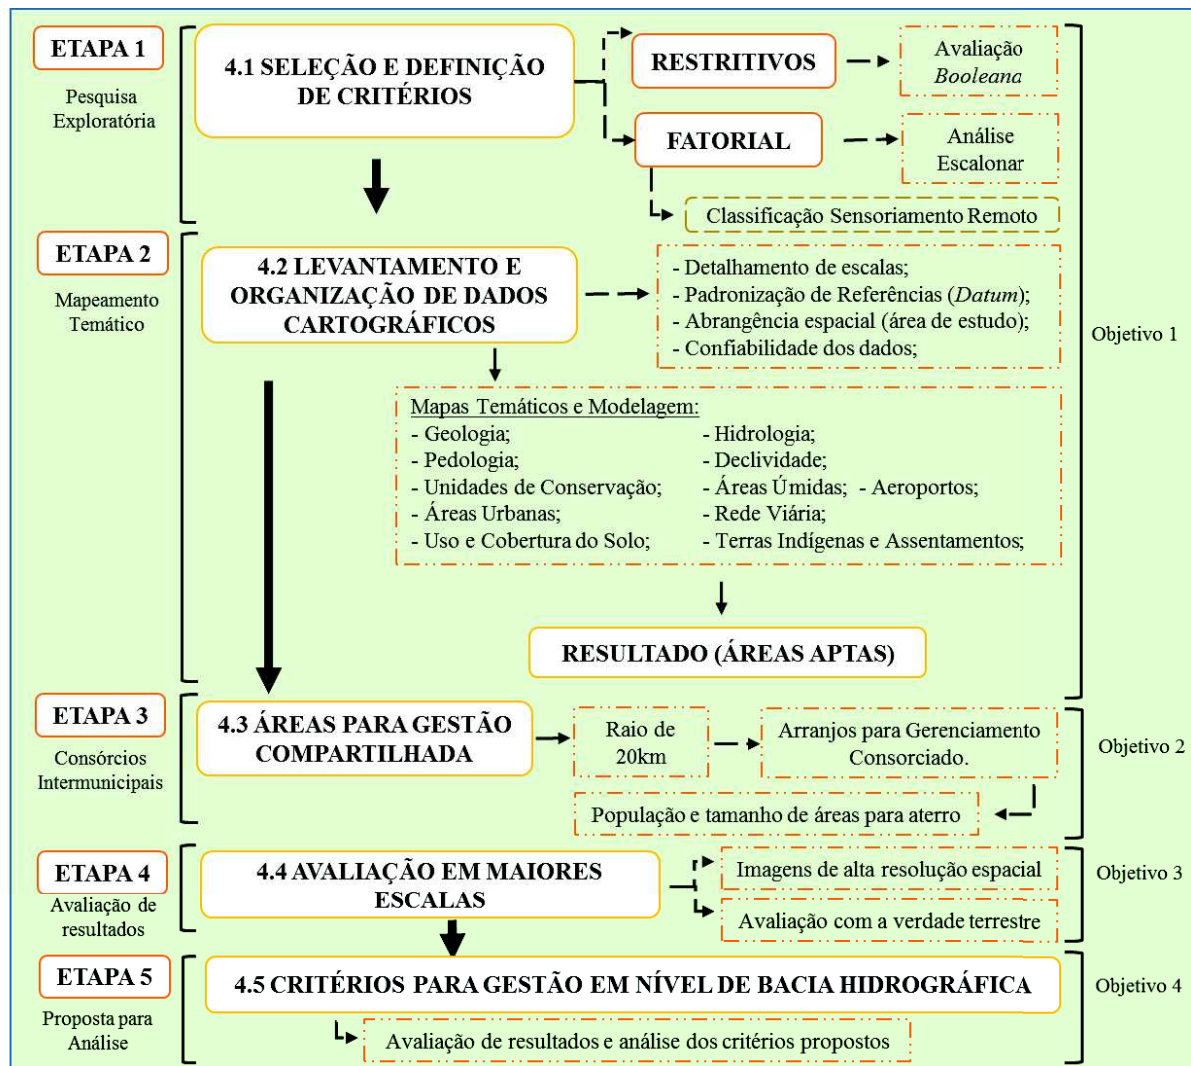 ETAPA 1
Pesquisa
Exploratória
4.1 SELEÇÃO E DEFINIÇÃO
DE CRITÉRIOS
RESTRITIVOS
Avaliação
Booleana
FATORIAL
Análise
Escalonar
Classificação Sensoriamento Remoto
ETAPA 2
Mapeamento
Temático
4.2 LEVANTAMENTO E
ORGANIZAÇÃO DE DADOS
CARTOGRÁFICOS
- Detalhamento de escalas;
- Padronização de Referências (Datum);
- Abrangência espacial (área de estudo);
- Confiabilidade dos dados;
Objetivo 1
Mapas Temáticos e Modelagem:
- Geologia; - Hidrologia;
- Pedologia; - Declividade;
- Unidades de Conservação; - Áreas Úmidas; - Aeroportos;
- Áreas Urbanas; - Rede Viária;
- Uso e Cobertura do Solo; - Terras Indígenas e Assentamentos;
RESULTADO (ÁREAS APTAS)
ETAPA 3
Consórcios
Intermunicipais
4.3 ÁREAS PARA GESTÃO
COMPARTILHADA
Raio de
20km
Arranjos para Gerenciamento
Consorciado.
População e tamanho de áreas para aterro
Objetivo 2
ETAPA 4
Avaliação de
resultados
4.4 AVALIAÇÃO EM MAIORES
ESCALAS
Imagens de alta resolução espacial
Avaliação com a verdade terrestre
Objetivo 3
ETAPA 5
Proposta para
Análise
4.5 CRITÉRIOS PARA GESTÃO EM NÍVEL DE BACIA HIDROGRÁFICA
Avaliação de resultados e análise dos critérios propostos
Objetivo 4